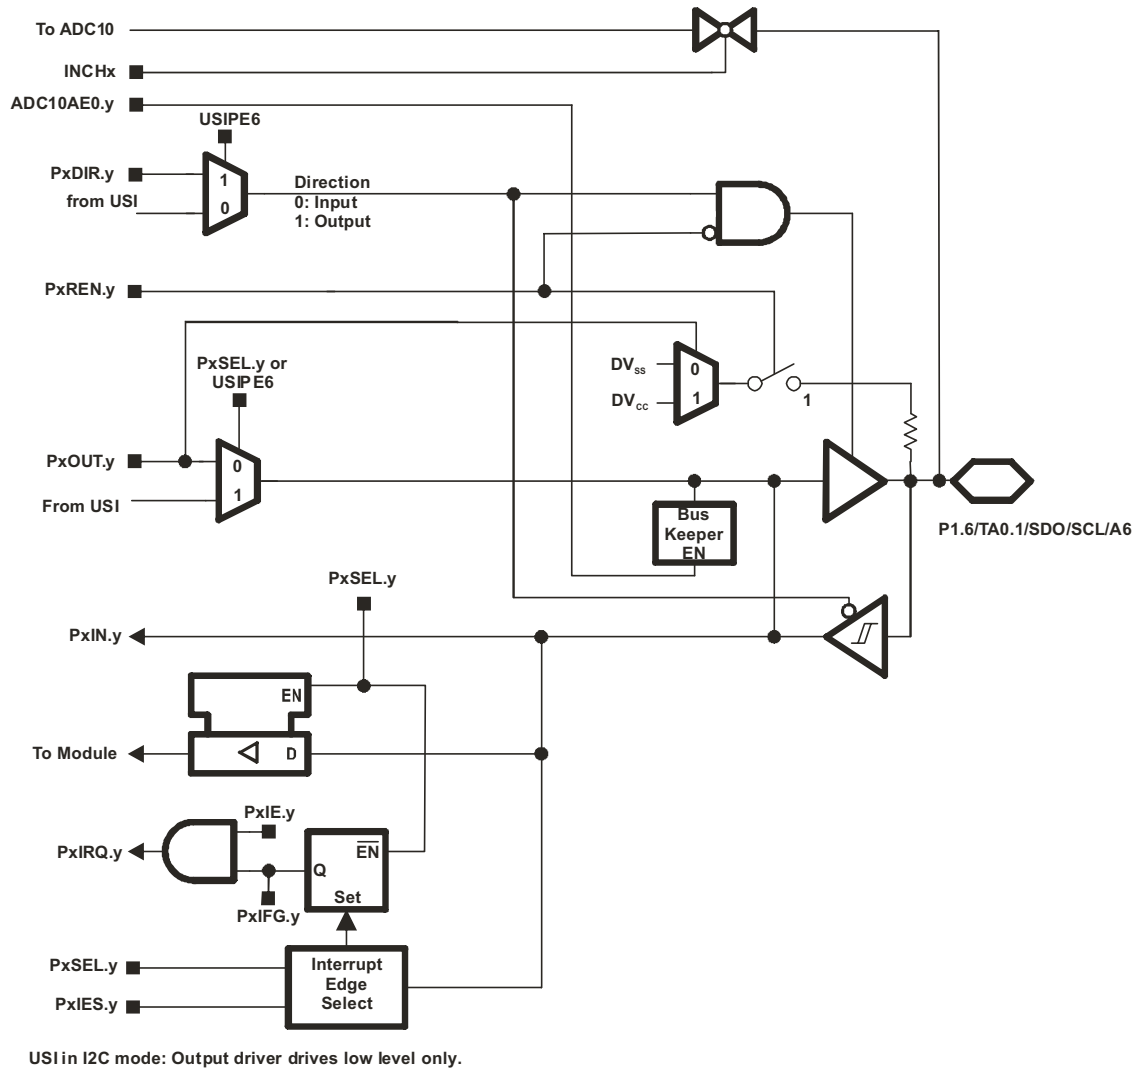 To ADC10
INCHx
ADC10AE0.y
USIPE6
PxDIR.y
from USI
1
0
Direction
0: Input
1: Output
PxREN.y
PxSEL.y or
USIPE6
DVSS
DVCC
0
1
1
PxOUT.y
From USI
0
1
Bus
Keeper
EN
P1.6/TA0.1/SDO/SCL/A6
PxSEL.y
PxIN.y
EN
To Module
D
PxIE.y
PxIRQ.y
EN
Q
Set
PxIFG.y
PxSEL.y
PxIES.y
Interrupt
Edge
Select
USI in I2C mode: Output driver drives low level only.